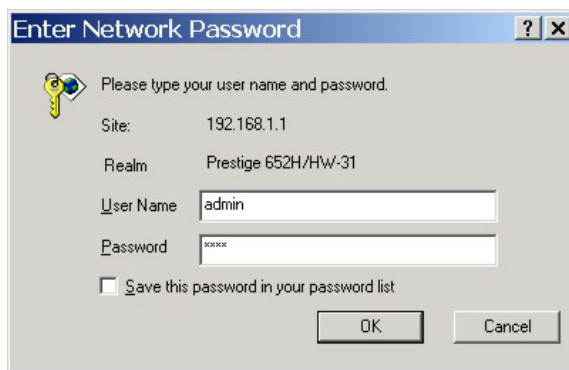 Enter Network Password
Please type your user name and password.
Site: 192.168.1.1
Realm Prestige 652H/HW-31
User Name admin
Password xxxx
Save this password in your password list
OK Cancel